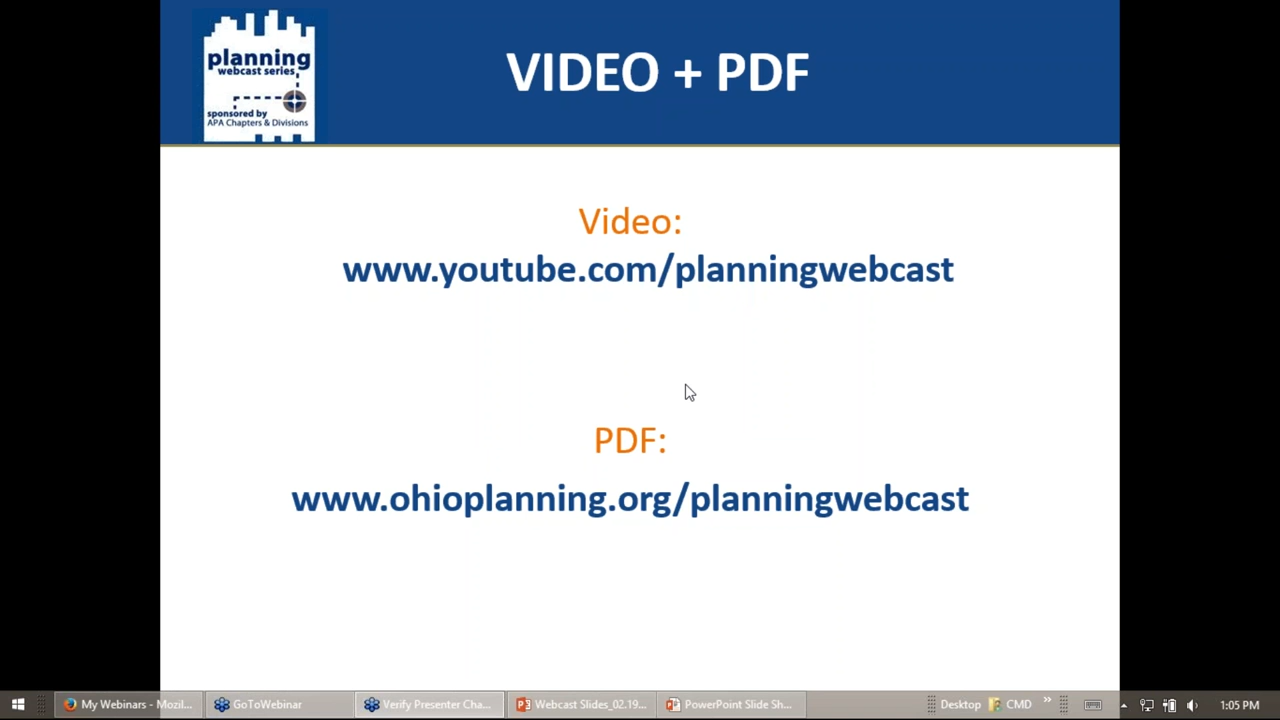 planning
webcast series
sponsored by
APA Chapters & Divisions
VIDEO + PDF
Video:
www.youtube.com/planningwebcast
PDF:
www.ohioplanning.org/planningwebcast
My Webinars - Mozil...
GoToWebinar
Verify Presenter Cha...
Webcast Slides_02.19...
PowerPoint Slide Sh...
Desktop
CMD
1:05 PM